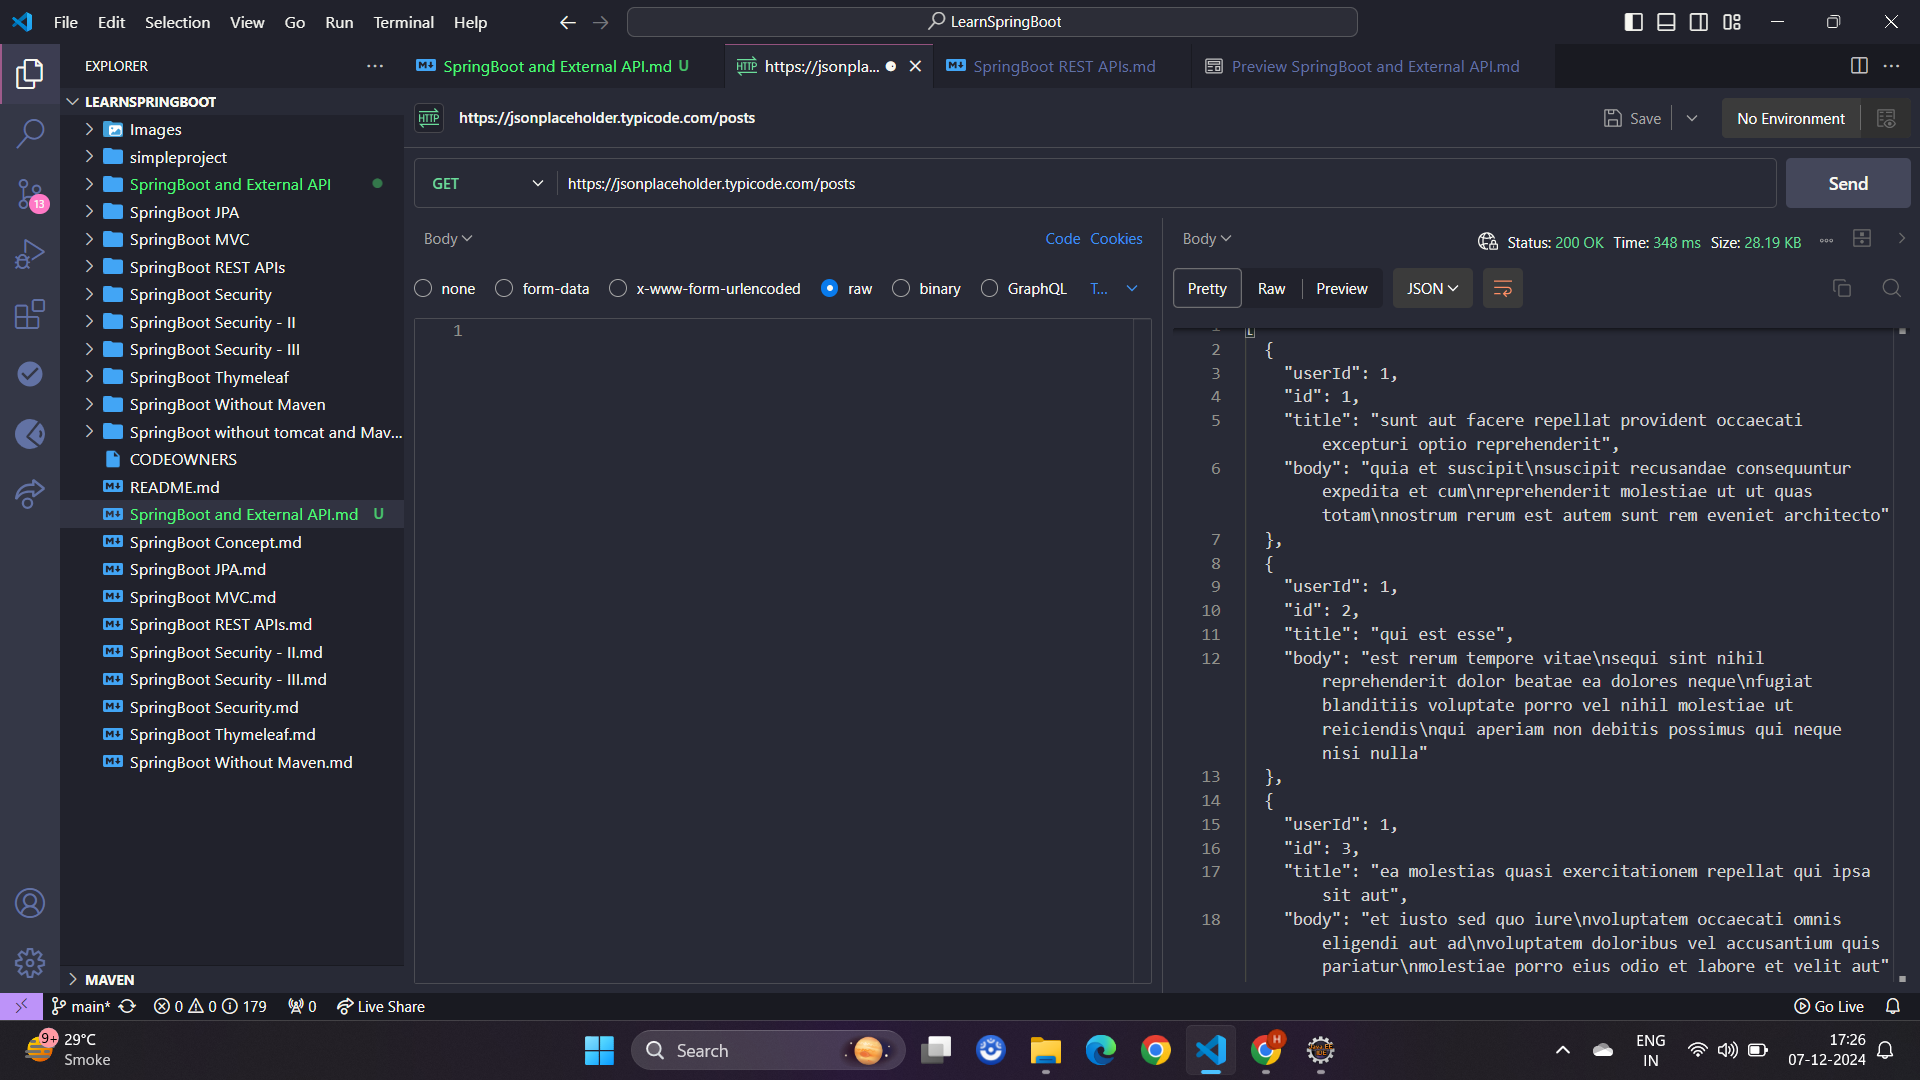 File Edit Selection View Go Run Terminal Help
LearnSpringBoot
EXPLORER
SpringBoot and External API.md U
https://jsonpla...
SpringBoot REST APIs.md
Preview SpringBoot and External API.md
LEARNSPRINGBOOT
Images
simpleproject
SpringBoot and External API
SpringBoot JPA
SpringBoot MVC
SpringBoot REST APIs
SpringBoot Security
SpringBoot Security - II
SpringBoot Security - III
SpringBoot Thymeleaf
SpringBoot Without Maven
SpringBoot without tomcat and Mav...
CODEOWNERS
README.md
SpringBoot and External API.md U
SpringBoot Concept.md
SpringBoot JPA.md
SpringBoot MVC.md
SpringBoot REST APIs.md
SpringBoot Security - II.md
SpringBoot Security - III.md
SpringBoot Security.md
SpringBoot Thymeleaf.md
SpringBoot Without Maven.md
MAVEN
13
HTTP
https://jsonplaceholder.typicode.com/posts
Save
No Environment
GET
https://jsonplaceholder.typicode.com/posts
Send
Body
Code Cookies
none form-data x-www-form-urlencoded raw binary GraphQL T...
1
Body
Status: 200 OK Time: 348 ms Size: 28.19 KB
Pretty Raw Preview JSON
1 [
2 {
3 "userId": 1,
4 "id": 1,
5 "title": "sunt aut facere repellat provident occaecati
excepturi optio reprehenderit",
6 "body": "quia et suscipit\nsuscipit recusandae consequuntur
expedita et cum\nreprehenderit molestiae ut ut quas
totam\nnostrum rerum est autem sunt rem eveniet architecto"
7 },
8 {
9 "userId": 1,
10 "id": 2,
11 "title": "qui est esse",
12 "body": "est rerum tempore vitae\nsequi sint nihil
reprehenderit dolor beatae ea dolores neque\nfugiat
blanditiis voluptate porro vel nihil molestiae ut
reiciendis\nqui aperiam non debitis possimus qui neque
nisi nulla"
13 },
14 {
15 "userId": 1,
16 "id": 3,
17 "title": "ea molestias quasi exercitationem repellat qui ipsa
sit aut",
18 "body": "et iusto sed quo iure\nvoluptatem occaecati omnis
eligendi aut ad\nvoluptatem doloribus vel accusantium quis
pariatur\nmolestiae porro eius odio et labore et velit aut"
main* 0 0 179 0 Live Share
Go Live
9+
29°C
Smoke
Search
H
ENG
IN
17:26
07-12-2024